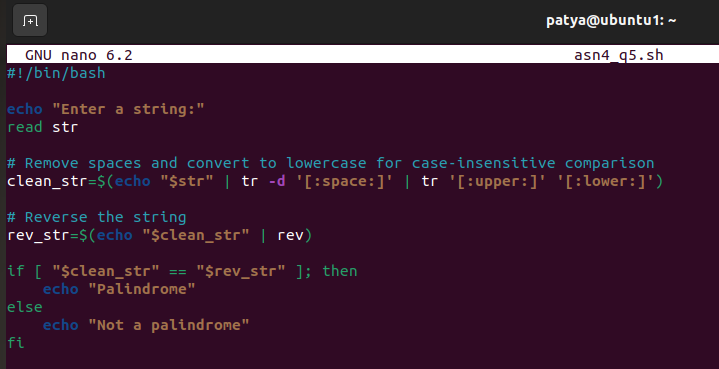 patya@ubuntu1: ~
GNU nano 6.2 asn4_q5.sh
#!/bin/bash

echo "Enter a string:"
read str

# Remove spaces and convert to lowercase for case-insensitive comparison
clean_str=$(echo "$str" | tr -d '[:space:]' | tr '[:upper:]' '[:lower:]')

# Reverse the string
rev_str=$(echo "$clean_str" | rev)

if [ "$clean_str" == "$rev_str" ]; then
    echo "Palindrome"
else
    echo "Not a palindrome"
fi